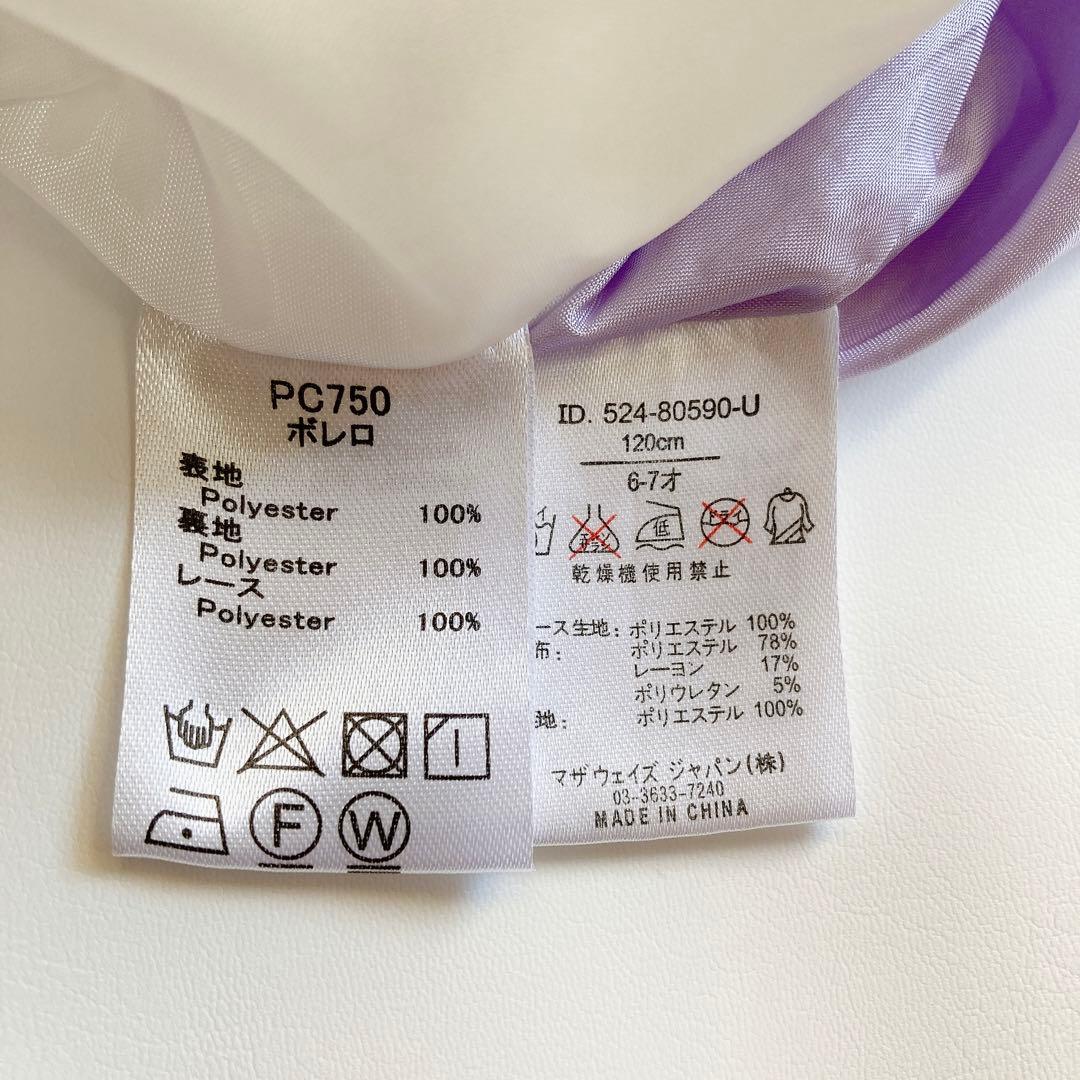 PC750
ボレロ
表地
Polyester 100%
裏地
Polyester 100%
レース
Polyester 100%
F
W
ID. 524-80590-U
120cm
6-7才
低
ドライ
乾燥機使用禁止
ース生地: ポリエステル 100%
布: ポリエステル 78%
レーヨン 17%
ポリウレタン 5%
地: ポリエステル 100%
マザウェイズ ジャパン(株)
03-3633-7240
MADE IN CHINA